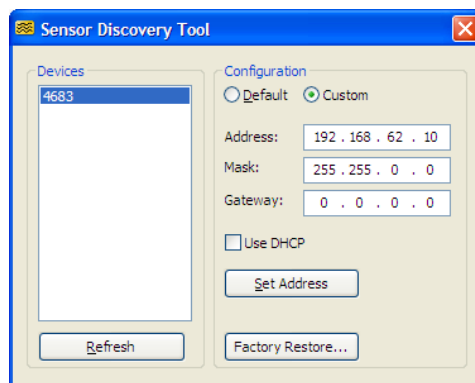 Sensor Discovery Tool
Devices
4683
Refresh
Configuration
Default Custom
Address: 192 . 168 . 62 . 10
Mask: 255 . 255 . 0 . 0
Gateway: 0 . 0 . 0 . 0
Use DHCP
Set Address
Factory Restore...